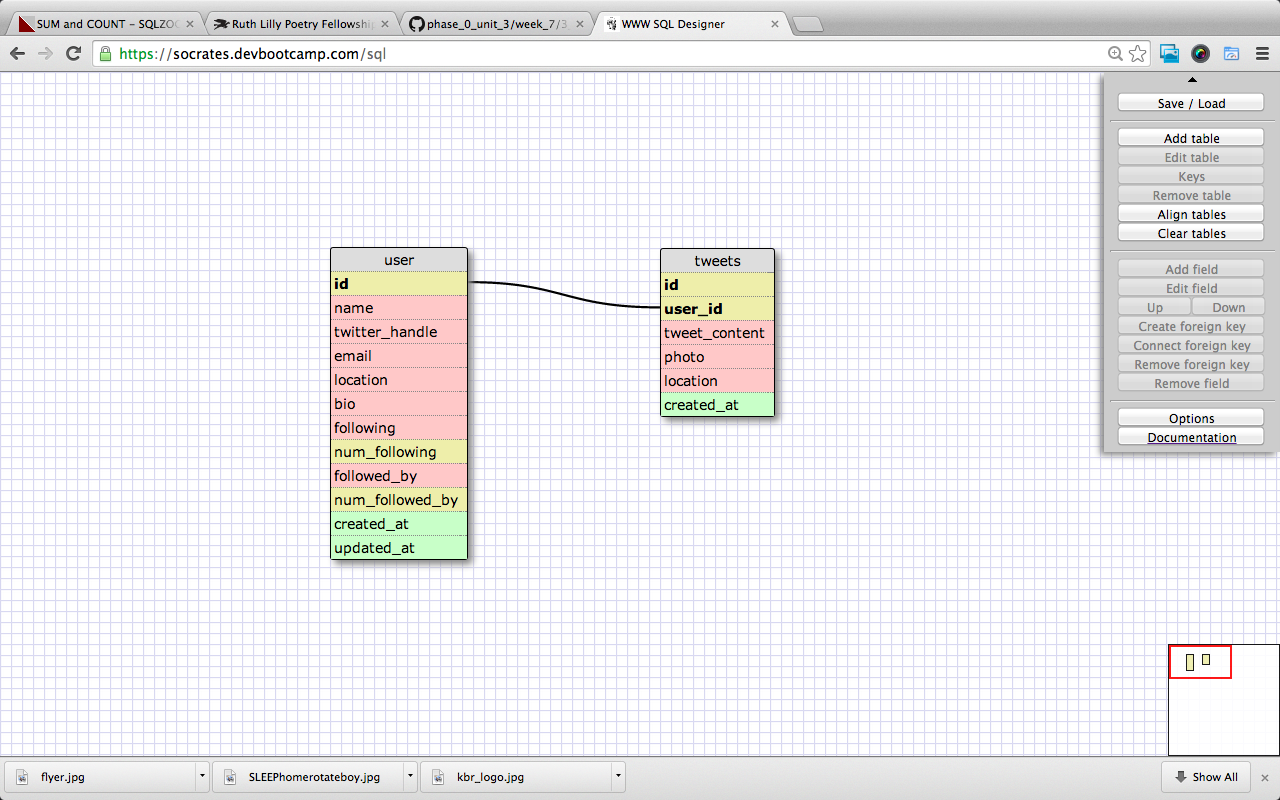 SUM and COUNT - SQLZOO
Ruth Lilly Poetry Fellowship
phase_0_unit_3/week_7/3
WWW SQL Designer
https://socrates.devbootcamp.com/sql
Save / Load
Add table
Edit table
Keys
Remove table
Align tables
Clear tables
Add field
Edit field
Up Down
Create foreign key
Connect foreign key
Remove foreign key
Remove field
Options
Documentation
user
id
name
twitter_handle
email
location
bio
following
num_following
followed_by
num_followed_by
created_at
updated_at
tweets
id
user_id
tweet_content
photo
location
created_at
flyer.jpg
SLEEPhomerotateboy.jpg
kbr_logo.jpg
Show All